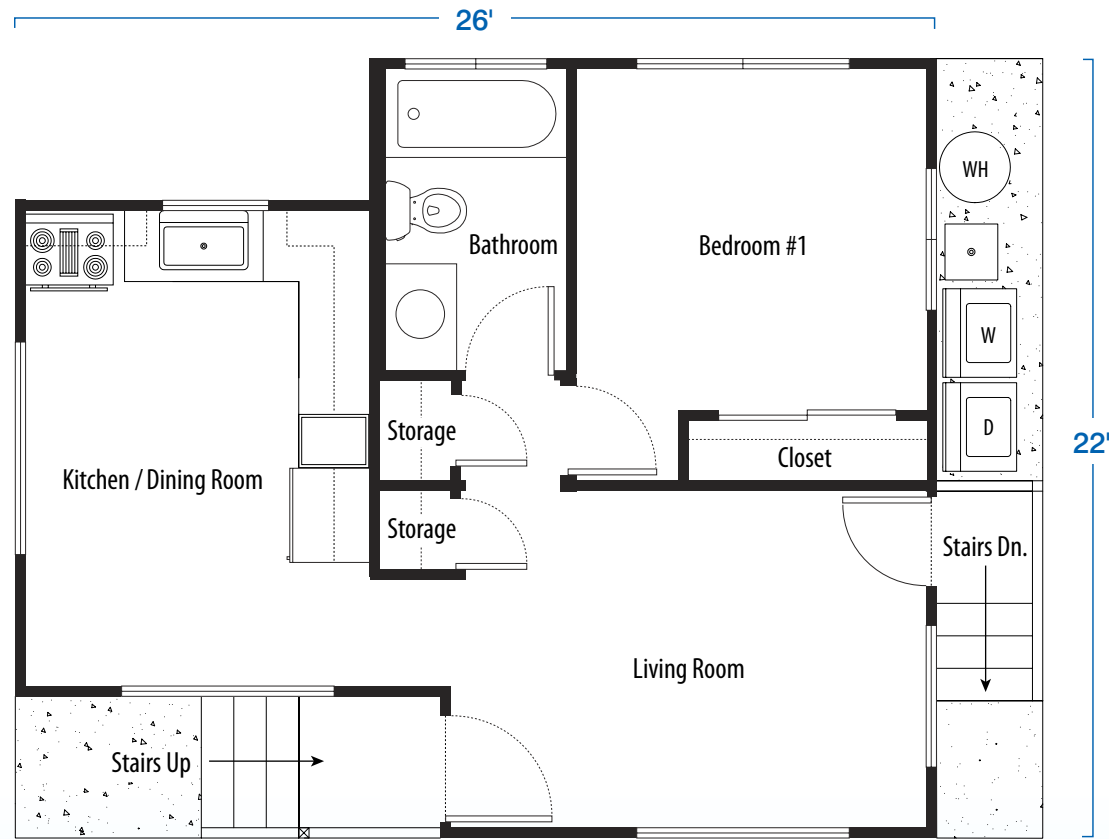 26'
WH
Bathroom
Bedroom #1
W
Storage
D
22'
Closet
Kitchen / Dining Room
Storage
Stairs Dn.
Living Room
Stairs Up